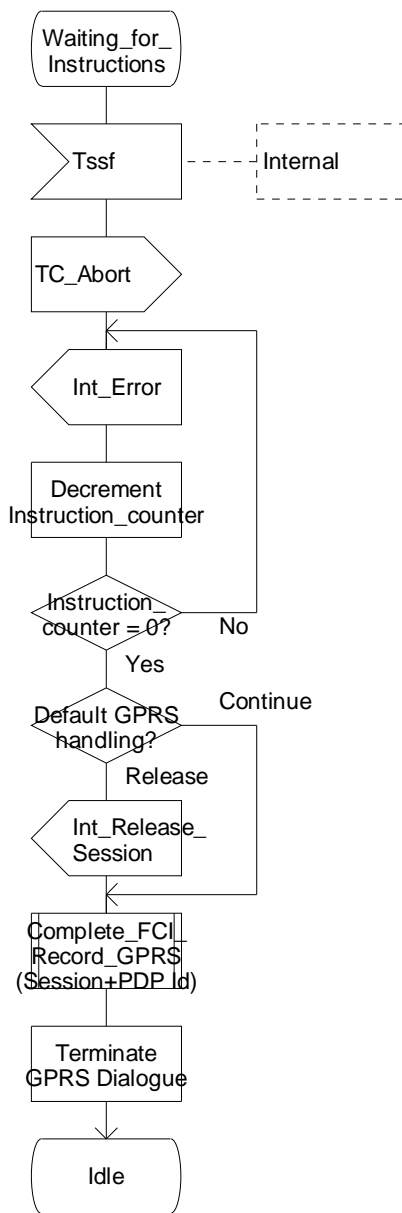 Waiting_for_
Instructions
Tssf
Internal
TC_Abort
Int_Error
Decrement
Instruction_counter
Instruction_
counter = 0?
No
Yes
Continue
Default GPRS
handling?
Release
Int_Release_
Session
Complete_FCI_
Record_GPRS
(Session+PDP Id)
Terminate
GPRS Dialogue
Idle